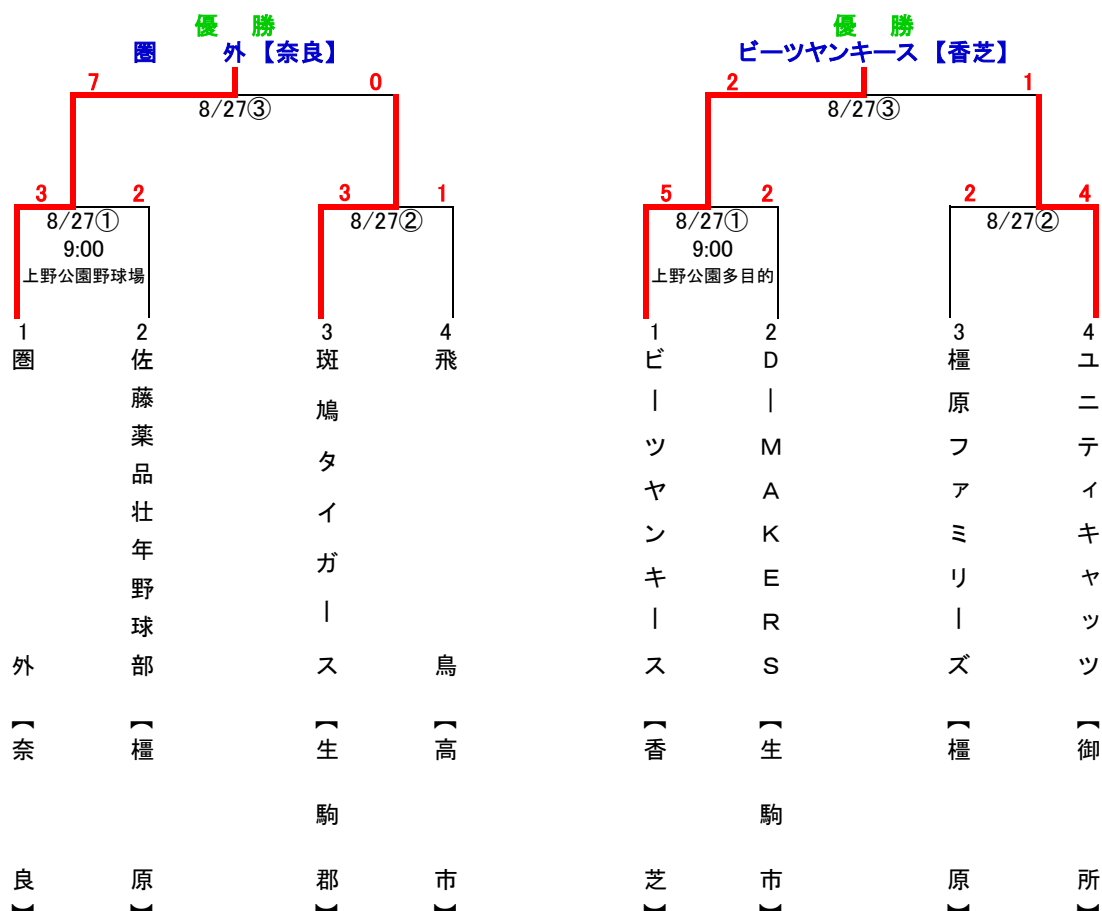 優　勝
圏　外【奈良】
7
0
8/27③
3
2
8/27①
9:00
上野公園野球場
3
1
8/27②
1
圏外【奈良】
2
佐藤薬品壮年野球部【橿原】
3
斑鳩タイガース【生駒郡】
4
飛鳥【高市】
優　勝
ビーツヤンキース【香芝】
2
1
8/27③
5
2
8/27①
9:00
上野公園多目的
2
4
8/27②
1
ビーツヤンキース【香芝】
2
D－MAKERS【生駒市】
3
橿原ファミリーズ【橿原】
4
ユニティキャッツ【御所】